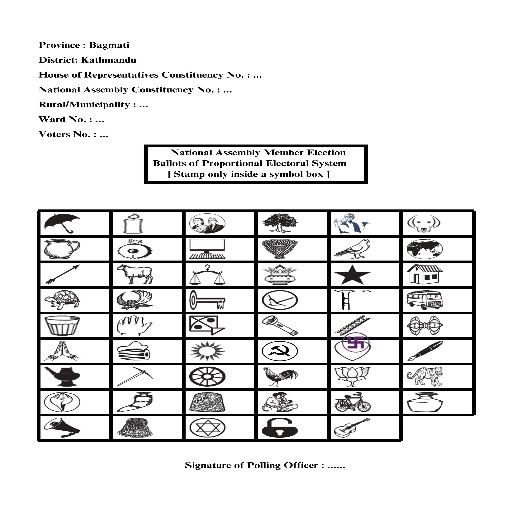 Province : Bagmati
District: Kathmandu
House of Representatives Constituency No. : ...
National Assembly Constituency No. : ...
Rural/Municipality : ...
Ward No. : ...
Voters No. : ...
National Assembly Member Election
Ballots of Proportional Electoral System
[ Stamp only inside a symbol box ]
Signature of Polling Officer : ......